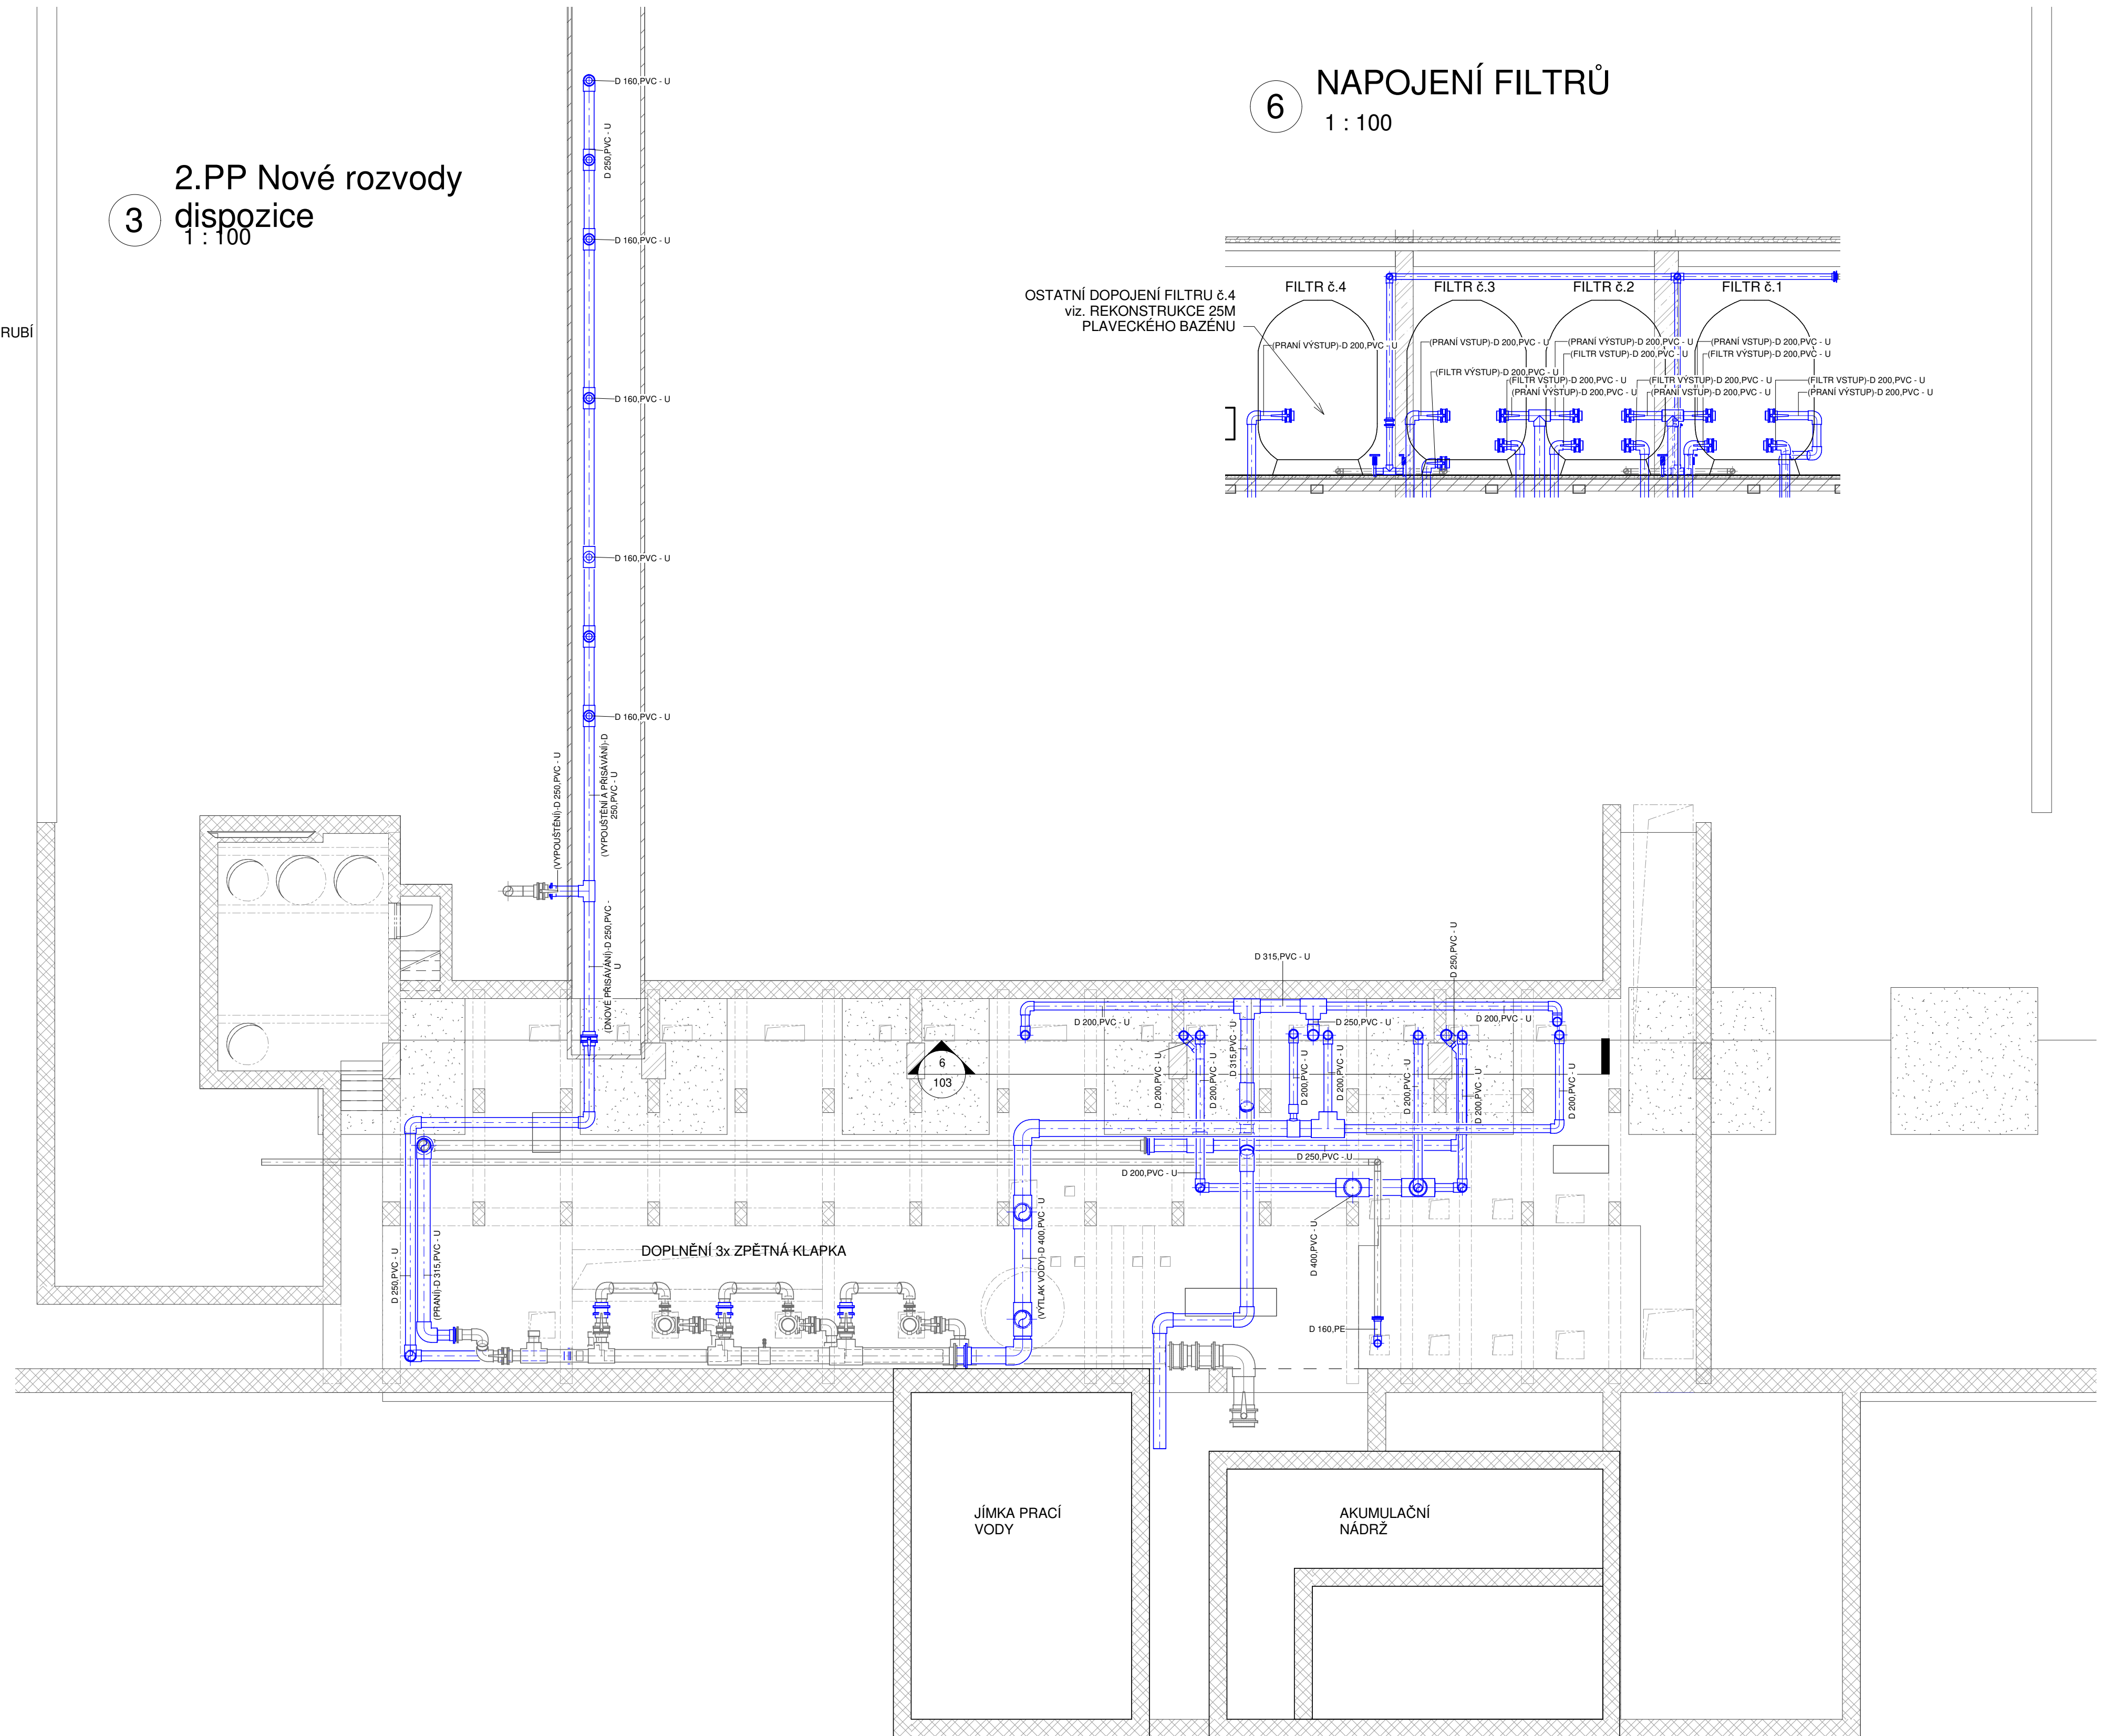 6
NAPOJENÍ FILTRŮ
1 : 100
3
2.PP Nové rozvody
dispozice
1 : 100
RUBÍ
D 160,PVC - U
D 250,PVC - U
D 160,PVC - U
D 160,PVC - U
D 160,PVC - U
D 160,PVC - U
OSTATNÍ DOPOJENÍ FILTRU č.4
viz. REKONSTRUKCE 25M
PLAVECKÉHO BAZÉNU
FILTR č.4
FILTR č.3
FILTR č.2
FILTR č.1
(PRANÍ VÝSTUP)-D 200,PVC - U
(PRANÍ VSTUP)-D 200,PVC - U
(PRANÍ VÝSTUP)-D 200,PVC - U
(PRANÍ VÝSTUP)-D 200,PVC - U
(FILTR VSTUP)-D 200,PVC - U
(FILTR VÝSTUP)-D 200,PVC - U
(FILTR VÝSTUP)-D 200,PVC - U
(FILTR VSTUP)-D 200,PVC - U
(FILTR VÝSTUP)-D 200,PVC - U
(FILTR VSTUP)-D 200,PVC - U
(PRANÍ VÝSTUP)-D 200,PVC - U
(PRANÍ VSTUP)-D 200,PVC - U
(PRANÍ VÝSTUP)-D 200,PVC - U
(VYPOUŠTĚNÍ)-D 250,PVC - U
(VYPOUŠTĚNÍ A PŘISÁVÁNÍ)-D
250,PVC - U
(DNOVÉ PŘISÁVÁNÍ)-D 250,PVC -
U
D 315,PVC - U
D 250,PVC - U
D 200,PVC - U
D 250,PVC - U
D 200,PVC - U
6
103
D 200,PVC - U
D 200,PVC - U
D 315,PVC - U
D 200,PVC - U
D 200,PVC - U
D 200,PVC - U
D 200,PVC - U
D 200,PVC - U
D 250,PVC - U
D 200,PVC - U
D 250,PVC - U
(PRANÍ)-D 315,PVC - U
DOPLNĚNÍ 3x ZPĚTNÁ KLAPKA
(VÝTLAK VODY)-D 400,PVC - U
D 400,PVC - U
D 160,PE
JÍMKA PRACÍ
VODY
AKUMULAČNÍ
NÁDRŽ